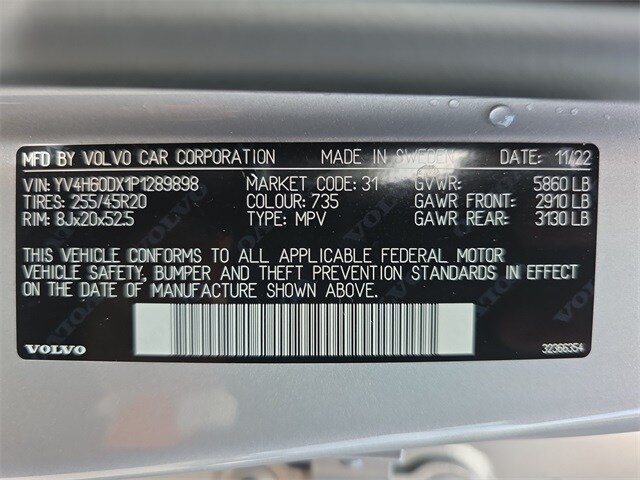 MFD BY VOLVO CAR CORPORATION MADE IN SWEDEN DATE: 11/22
VIN: YV4H60DX1P1289898 MARKET CODE: 31 GVWR: 5860 LB
TIRES: 255/45R20 COLOUR: 735 GAWR FRONT: 2910 LB
RIM: 8Jx20x52.5 TYPE: MPV GAWR REAR: 3130 LB
THIS VEHICLE CONFORMS TO ALL APPLICABLE FEDERAL MOTOR
VEHICLE SAFETY, BUMPER AND THEFT PREVENTION STANDARDS IN EFFECT
ON THE DATE OF MANUFACTURE SHOWN ABOVE.
VOLVO 32366354